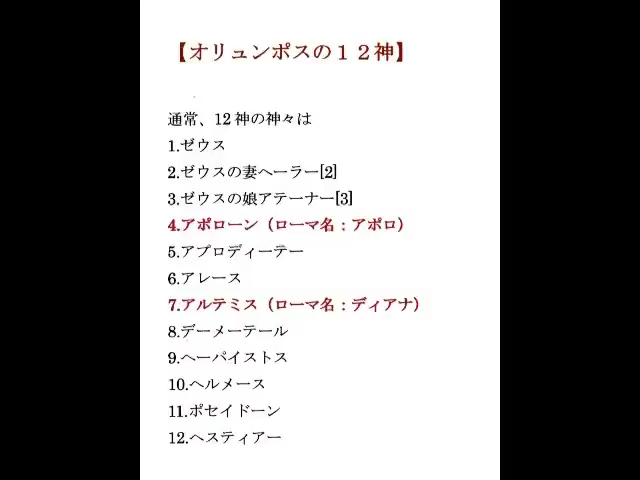 【オリュンポスの１２神】
通常、12神の神々は
1.ゼウス
2.ゼウスの妻ヘーラー[2]
3.ゼウスの娘アテーナー[3]
4.アポローン（ローマ名：アポロ）
5.アプロディーテー
6.アレース
7.アルテミス（ローマ名：ディアナ）
8.デーメーテール
9.ヘーパイストス
10.ヘルメース
11.ポセイドーン
12.ヘスティアー